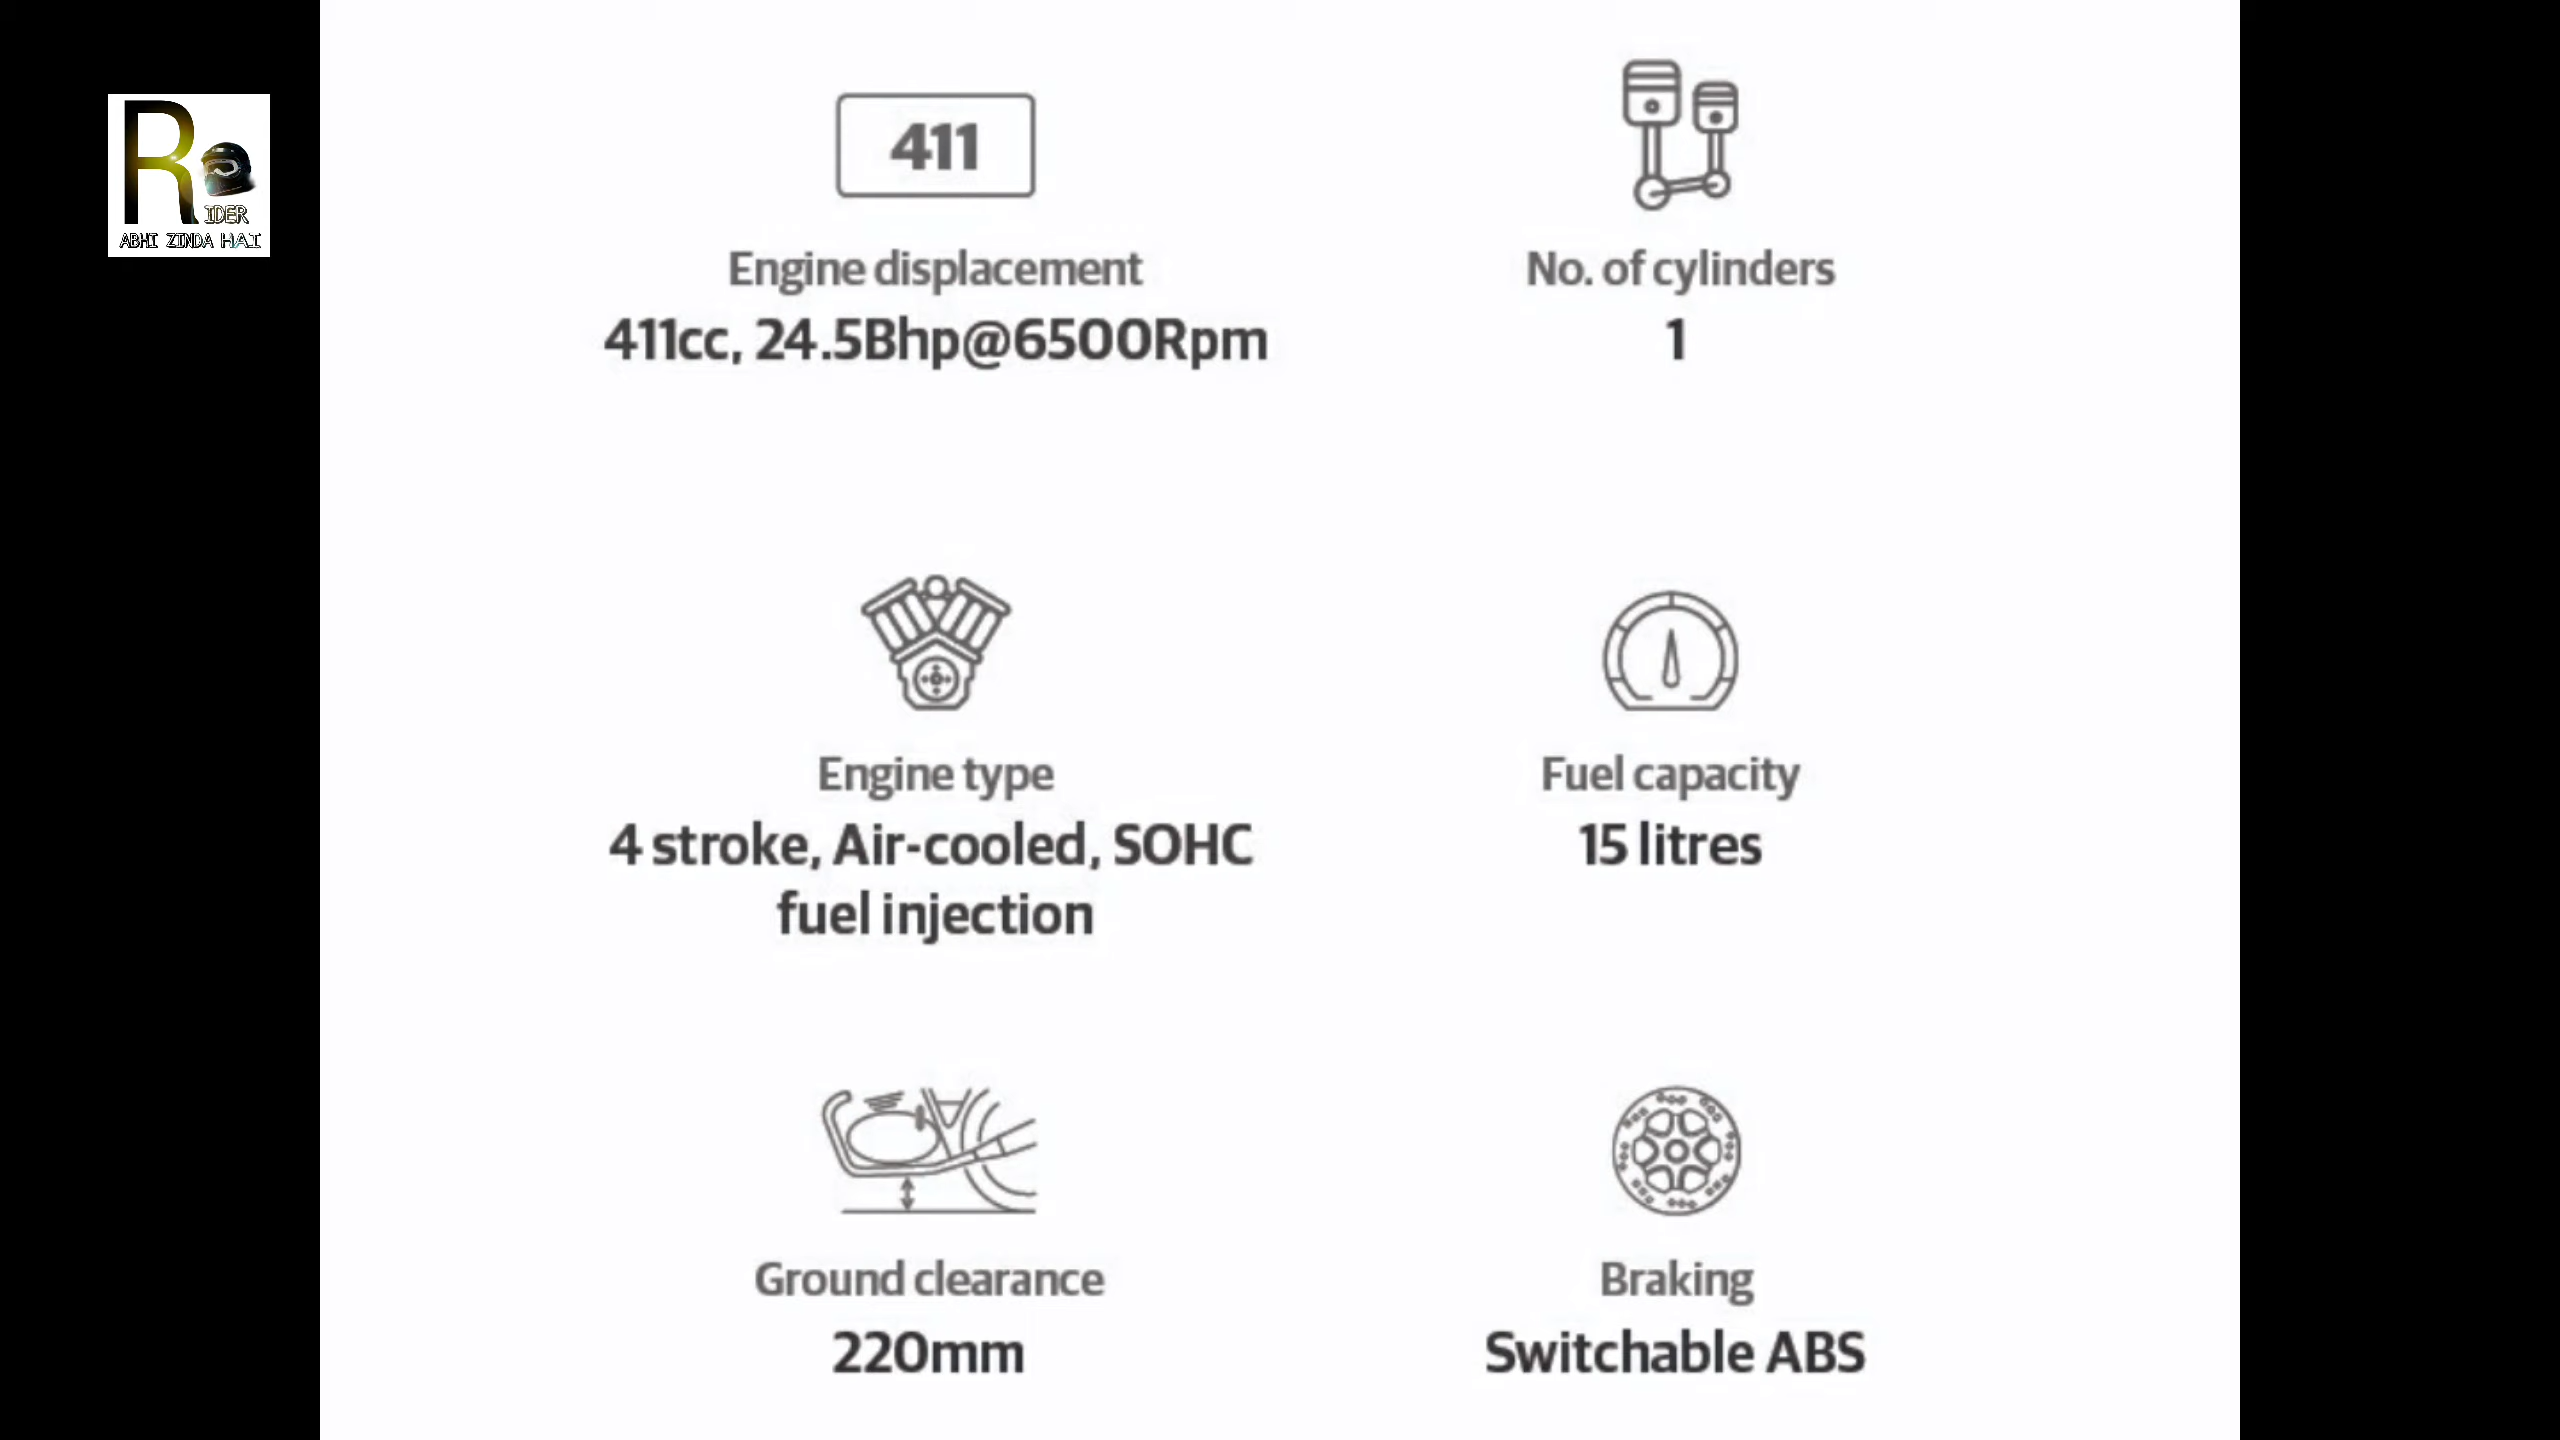 R
IDER
ABHI ZINDA HAI
411
Engine displacement
411cc, 24.5Bhp@6500Rpm
No. of cylinders
1
Engine type
4 stroke, Air-cooled, SOHC
fuel injection
Fuel capacity
15 litres
Ground clearance
220mm
Braking
Switchable ABS